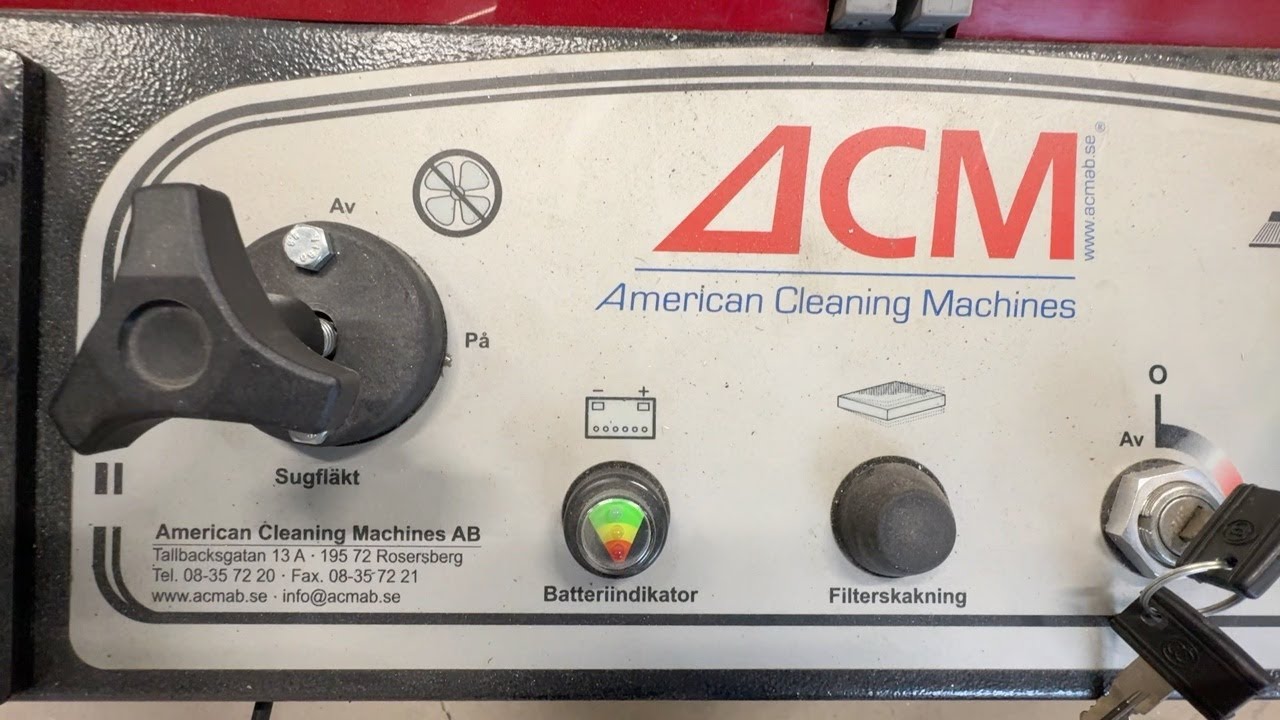 Av
På
Sugfläkt
ACM®
www.acmab.se
American Cleaning Machines
- +
Batteriindikator
Filterskakning
O
Av
American Cleaning Machines AB
Tallbacksgatan 13 A · 195 72 Rosersberg
Tel. 08-35 72 20 · Fax. 08-35 72 21
www.acmab.se · info@acmab.se